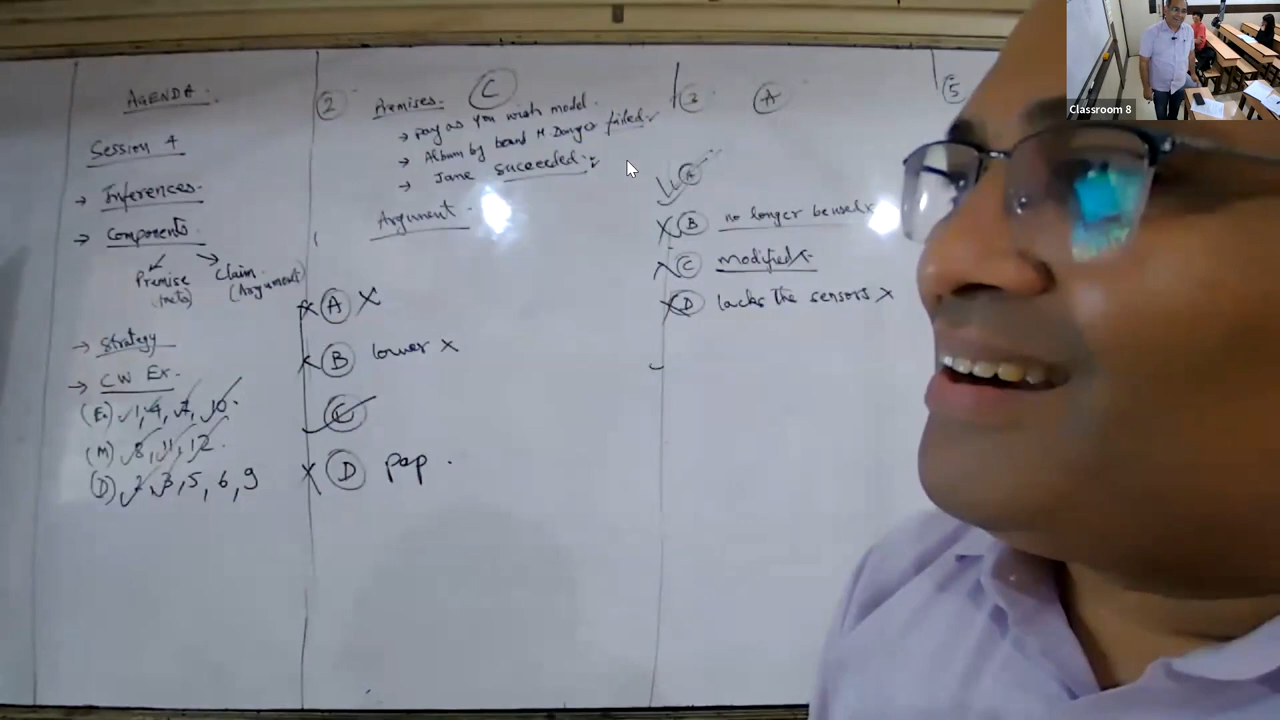 AGENDA.
Session 4
→ Inferences.
→ Components.
Premise
Claim.
(Argument)
→ Strategy
→ CW Ex.
(E) 1, 4, 7, 10.
(M) 8, 11, 12.
(D) 2, 3, 5, 6, 9
2
Premises.
C
→ Pay as you wish model.
→ Album by band M. Danger failed.
→ Jane succeeded.
Argument.
A X
B lower X
C
D pop.
3
A
A
X B no longer be used X
C modified X
X D lacks the sensors X
5
Classroom 8